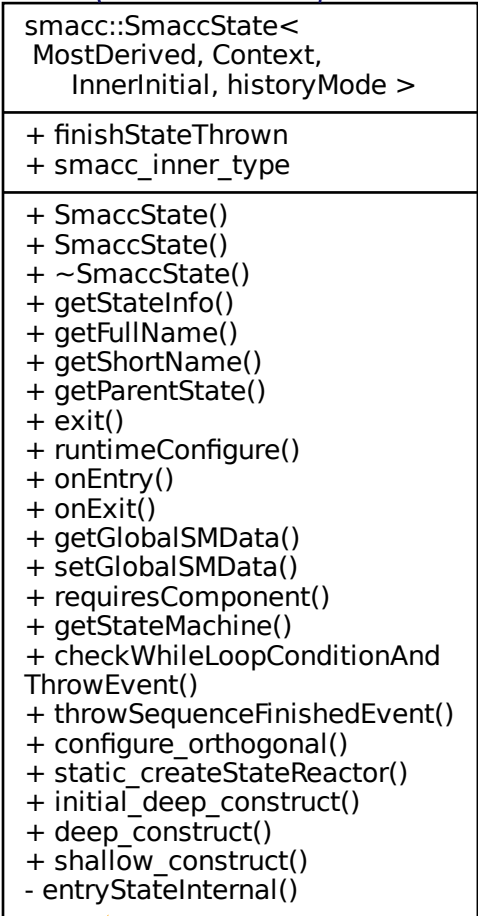 smacc::SmaccState<
MostDerived, Context,
InnerInitial, historyMode >
+ finishStateThrown
+ smacc_inner_type
+ SmaccState()
+ SmaccState()
+ ~SmaccState()
+ getStateInfo()
+ getFullName()
+ getShortName()
+ getParentState()
+ exit()
+ runtimeConfigure()
+ onEntry()
+ onExit()
+ getGlobalSMData()
+ setGlobalSMData()
+ requiresComponent()
+ getStateMachine()
+ checkWhileLoopConditionAnd
ThrowEvent()
+ throwSequenceFinishedEvent()
+ configure_orthogonal()
+ static_createStateReactor()
+ initial_deep_construct()
+ deep_construct()
+ shallow_construct()
- entryStateInternal()